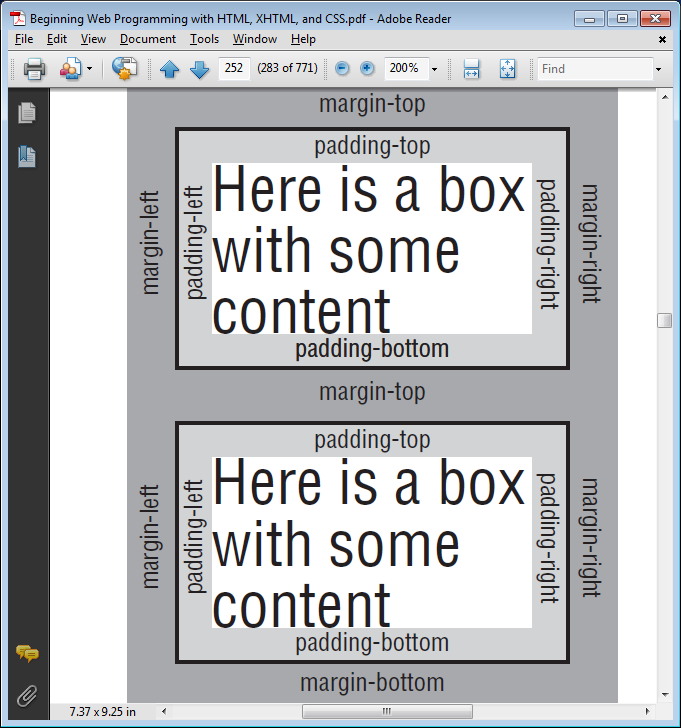 Beginning Web Programming with HTML, XHTML, and CSS.pdf - Adobe Reader
File Edit View Document Tools Window Help
252 (283 of 771) 200% Find
margin-top
padding-top
margin-left
padding-left
Here is a box
with some
content
padding-right
margin-right
padding-bottom
margin-top
padding-top
margin-left
padding-left
Here is a box
with some
content
padding-right
margin-right
padding-bottom
margin-bottom
7.37 x 9.25 in